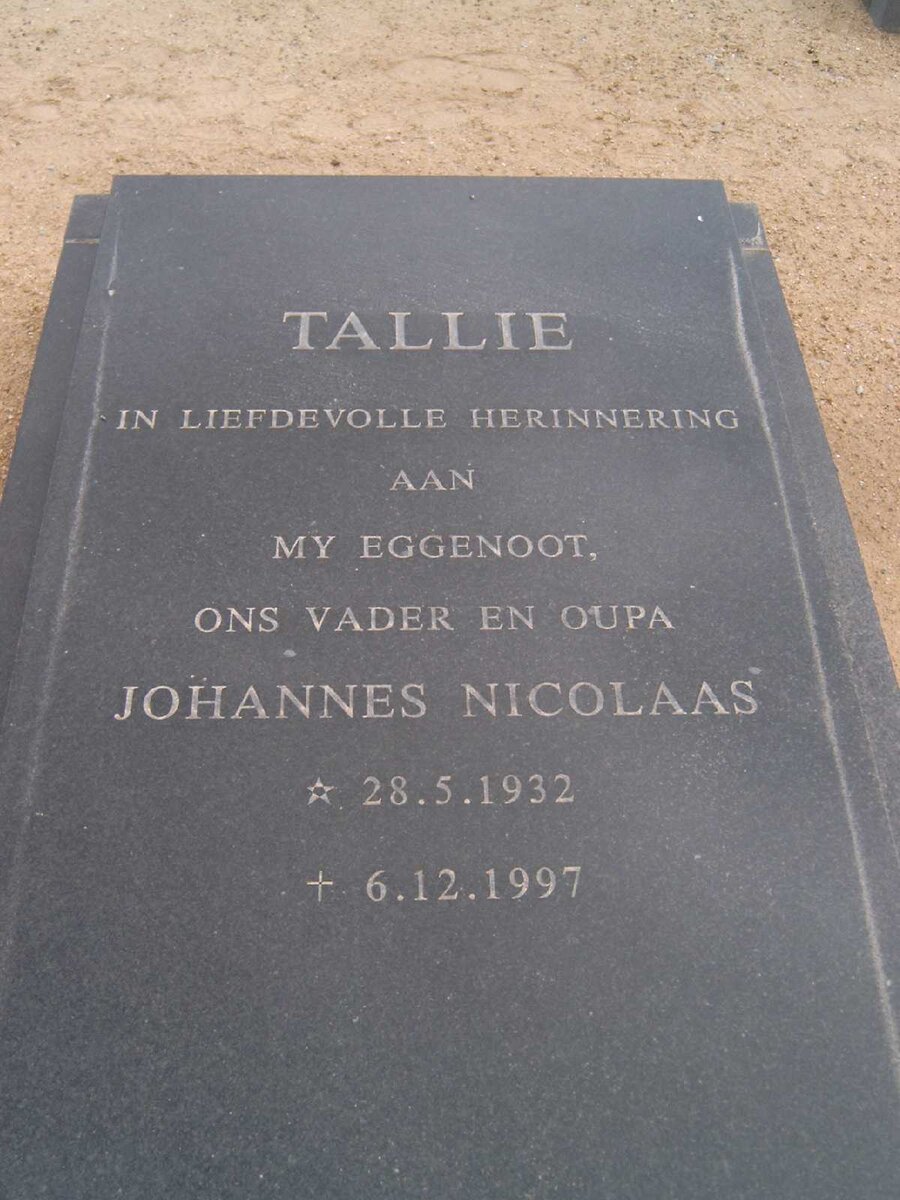 TALLIE
IN LIEFDEVOLLE HERINNERING
AAN
MY EGGENOOT,
ONS VADER EN OUPA
JOHANNES NICOLAAS
☆ 28.5.1932
✝ 6.12.1997